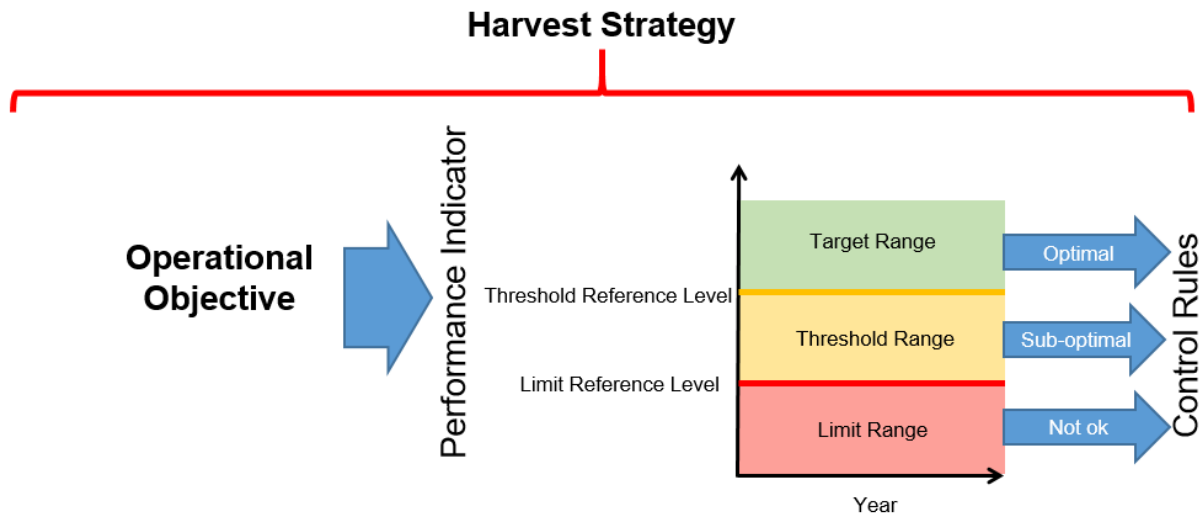 Harvest Strategy
Operational
Objective
Performance Indicator
Threshold Reference Level
Limit Reference Level
Target Range
Threshold Range
Limit Range
Year
Optimal
Sub-optimal
Not ok
Control Rules